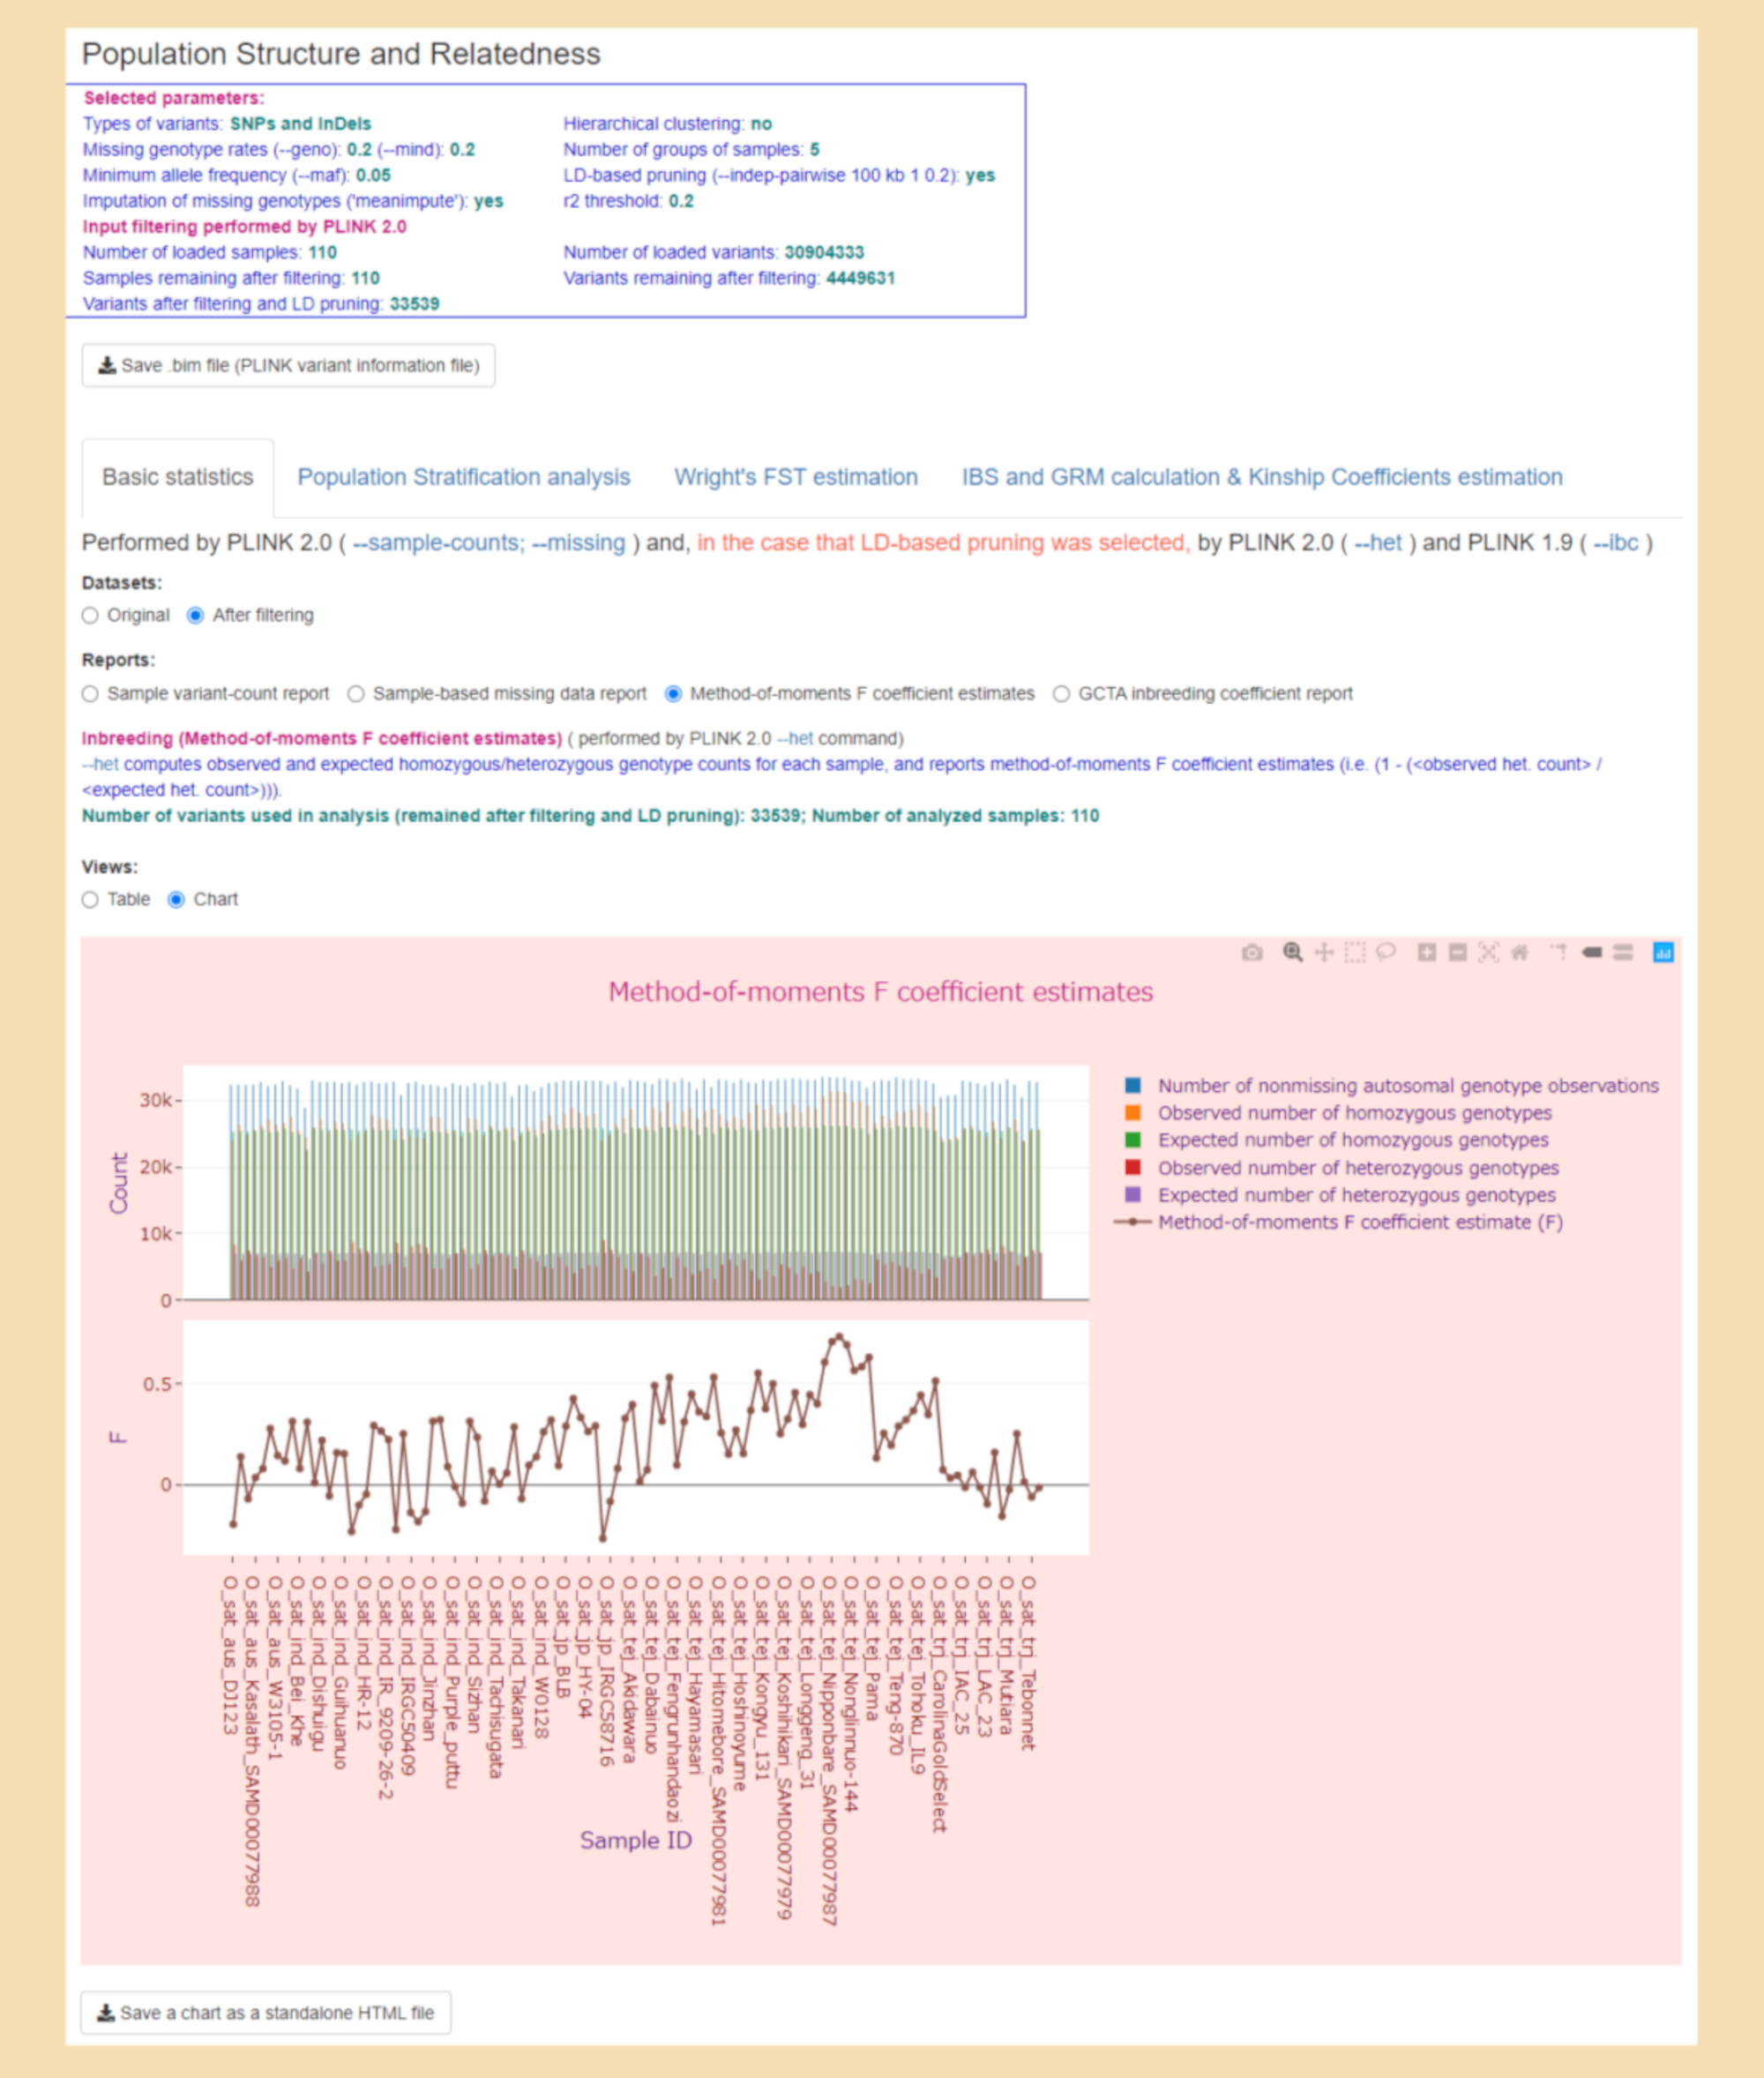 Population Structure and Relatedness
Selected parameters:
Types of variants: SNPs and InDels Hierarchical clustering: no
Missing genotype rates (--geno): 0.2 (--mind): 0.2 Number of groups of samples: 5
Minimum allele frequency (--maf): 0.05 LD-based pruning (--indep-pairwise 100 kb 1 0.2): yes
Imputation of missing genotypes ('meanimpute'): yes r2 threshold: 0.2
Input filtering performed by PLINK 2.0
Number of loaded samples: 110 Number of loaded variants: 30904333
Samples remaining after filtering: 110 Variants remaining after filtering: 4449631
Variants after filtering and LD pruning: 33539
Save .bim file (PLINK variant information file)
Basic statistics Population Stratification analysis Wright's FST estimation IBS and GRM calculation & Kinship Coefficients estimation
Performed by PLINK 2.0 ( --sample-counts; --missing ) and, in the case that LD-based pruning was selected, by PLINK 2.0 ( --het ) and PLINK 1.9 ( --ibc )
Datasets:
Original After filtering
Reports:
Sample variant-count report Sample-based missing data report Method-of-moments F coefficient estimates GCTA inbreeding coefficient report
Inbreeding (Method-of-moments F coefficient estimates) ( performed by PLINK 2.0 --het command)
--het computes observed and expected homozygous/heterozygous genotype counts for each sample, and reports method-of-moments F coefficient estimates (i.e. (1 - (<observed het. count> /
<expected het. count>))).
Number of variants used in analysis (remained after filtering and LD pruning): 33539; Number of analyzed samples: 110
Views:
Table Chart
Method-of-moments F coefficient estimates
Count
30k
20k
10k
0
Number of nonmissing autosomal genotype observations
Observed number of homozygous genotypes
Expected number of homozygous genotypes
Observed number of heterozygous genotypes
Expected number of heterozygous genotypes
Method-of-moments F coefficient estimate (F)
F
0.5
0
O_sat_aus_DJ123
O_sat_aus_Kasalath_SAMD00077988
O_sat_aus_W3105-1
O_sat_ind_Bei_Khe
O_sat_ind_Dishuigu
O_sat_ind_Guihuanuo
O_sat_ind_HR-12
O_sat_ind_IR_9209-26-2
O_sat_ind_IRGC50409
O_sat_ind_Jinzhan
O_sat_ind_Purple_puttu
O_sat_ind_Sizhan
O_sat_ind_Tachisugata
O_sat_ind_Takanari
O_sat_ind_W0128
O_sat_jp_BLB
O_sat_jp_HY-04
O_sat_jp_IRGC58716
O_sat_tej_Akidawara
O_sat_tej_Dabainuo
O_sat_tej_Fengrunhandaozi
O_sat_tej_Hayamasari
O_sat_tej_Hitomebore_SAMD00077981
O_sat_tej_Hoshinoyume
O_sat_tej_Kongyu_131
O_sat_tej_Koshihikari_SAMD00077979
O_sat_tej_Longgeng_31
O_sat_tej_Nipponbare_SAMD00077987
O_sat_tej_Nonglinnuo-144
O_sat_tej_Pama
O_sat_tej_Teng-870
O_sat_tej_Tohoku_IL9
O_sat_trj_CarolinaGoldSelect
O_sat_trj_IAC_25
O_sat_trj_LAC_23
O_sat_trj_Mutiara
O_sat_trj_Tebonnet
Sample ID
Save a chart as a standalone HTML file